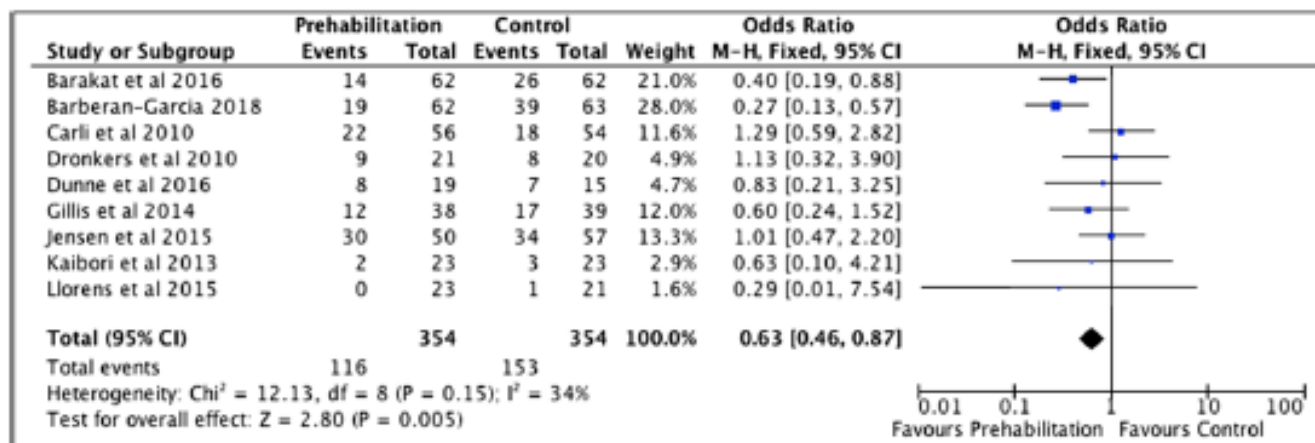 Prehabilitation Control Odds Ratio Odds Ratio
Study or Subgroup Events Total Events Total Weight M-H, Fixed, 95% CI M-H, Fixed, 95% CI
Barakat et al 2016 14 62 26 62 21.0% 0.40 [0.19, 0.88]
Barberan-Garcia 2018 19 62 39 63 28.0% 0.27 [0.13, 0.57]
Carli et al 2010 22 56 18 54 11.6% 1.29 [0.59, 2.82]
Dronkers et al 2010 9 21 8 20 4.9% 1.13 [0.32, 3.90]
Dunne et al 2016 8 19 7 15 4.7% 0.83 [0.21, 3.25]
Gillis et al 2014 12 38 17 39 12.0% 0.60 [0.24, 1.52]
Jensen et al 2015 30 50 34 57 13.3% 1.01 [0.47, 2.20]
Kaibori et al 2013 2 23 3 23 2.9% 0.63 [0.10, 4.21]
Llorens et al 2015 0 23 1 21 1.6% 0.29 [0.01, 7.54]
Total (95% CI) 354 354 100.0% 0.63 [0.46, 0.87]
Total events 116 153
Heterogeneity: Chi² = 12.13, df = 8 (P = 0.15); I² = 34%
Test for overall effect: Z = 2.80 (P = 0.005)
0.01 0.1 1 10 100
Favours Prehabilitation Favours Control